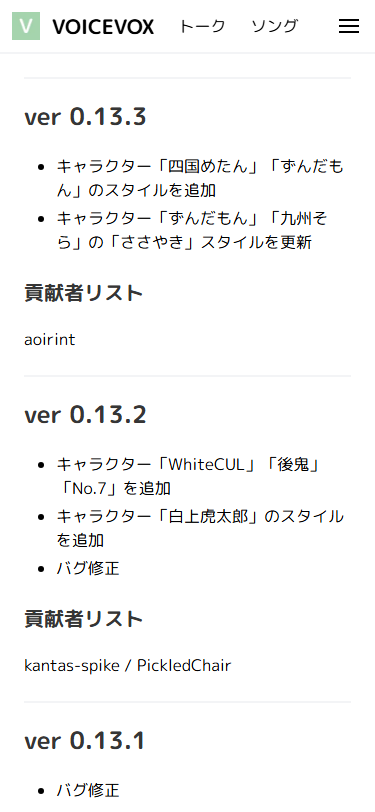 V VOICEVOX トーク ソング
ver 0.13.3
キャラクター「四国めたん」「ずんだも
ん」のスタイルを追加
キャラクター「ずんだもん」「九州そ
ら」の「ささやき」スタイルを更新
貢献者リスト
aoirint
ver 0.13.2
キャラクター「WhiteCUL」「後鬼」
「No.7」を追加
キャラクター「白上虎太郎」のスタイル
を追加
バグ修正
貢献者リスト
kantas-spike / PickledChair
ver 0.13.1
バグ修正